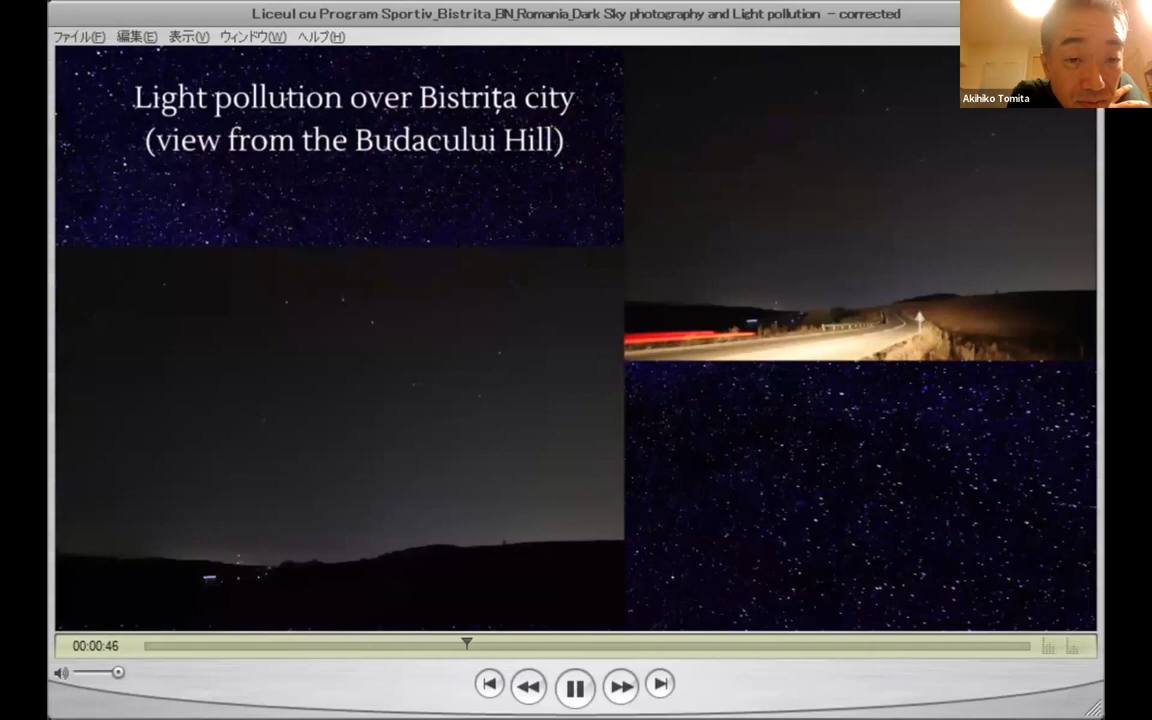 Liceul cu Program Sportiv_Bistrita_BN_Romania_Dark Sky photography and Light pollution - corrected
ファイル(F) 編集(E) 表示(V) ウィンドウ(W) ヘルプ(H)
Light pollution over Bistrița city
(view from the Budacului Hill)
Akihiko Tomita
00:00:46